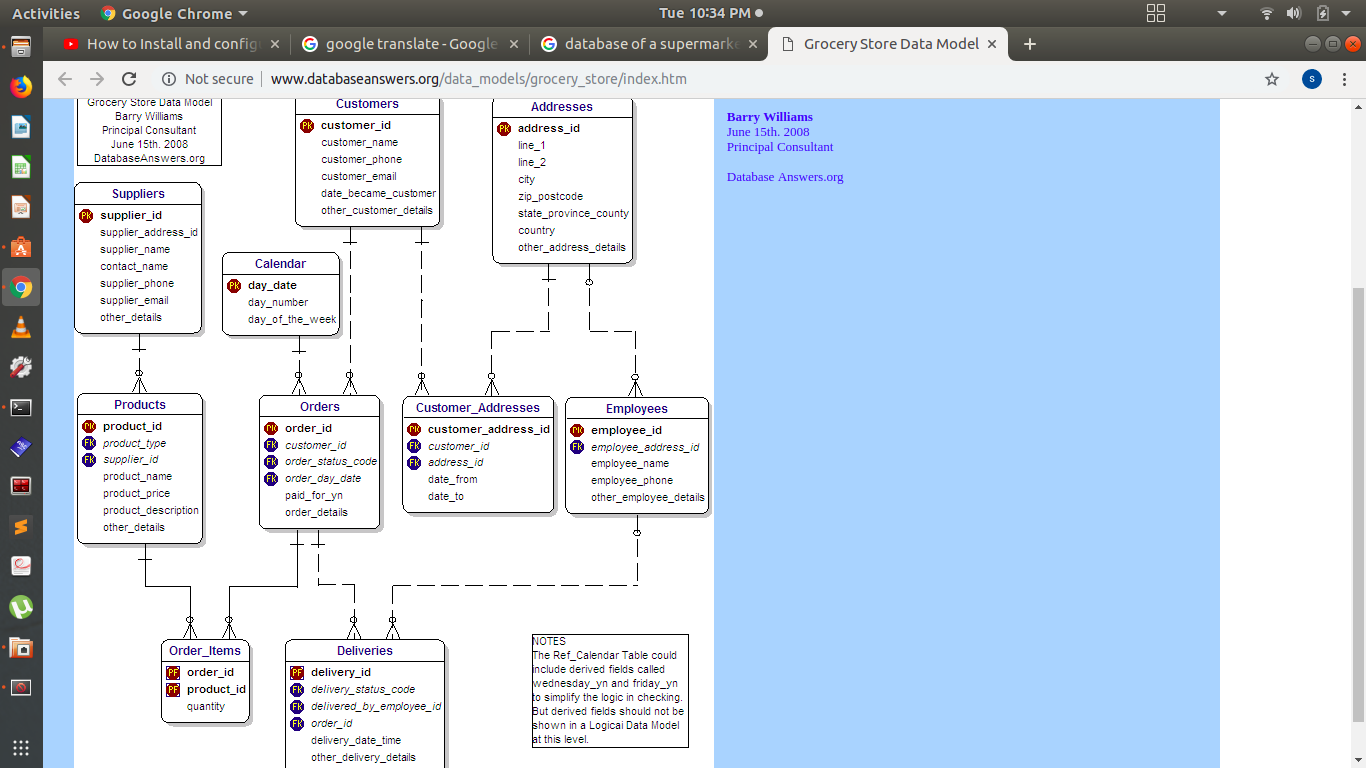 Activities
Google Chrome
Tue 10:34 PM
How to Install and config
google translate - Google
database of a supermarke
Grocery Store Data Model
Not secure
www.databaseanswers.org/data_models/grocery_store/index.htm
S
Grocery Store Data Model
Barry Williams
Principal Consultant
June 15th. 2008
DatabaseAnswers.org
Customers
PK customer_id
customer_name
customer_phone
customer_email
date_became_customer
other_customer_details
Addresses
PK address_id
line_1
line_2
city
zip_postcode
state_province_county
country
other_address_details
Barry Williams
June 15th. 2008
Principal Consultant
Database Answers.org
Suppliers
PK supplier_id
supplier_address_id
supplier_name
contact_name
supplier_phone
supplier_email
other_details
Calendar
PK day_date
day_number
day_of_the_week
Products
PK product_id
FK product_type
FK supplier_id
product_name
product_price
product_description
other_details
Orders
PK order_id
FK customer_id
FK order_status_code
FK order_day_date
paid_for_yn
order_details
Customer_Addresses
PK customer_address_id
FK customer_id
FK address_id
date_from
date_to
Employees
PK employee_id
FK employee_address_id
employee_name
employee_phone
other_employee_details
Order_Items
PF order_id
PF product_id
quantity
Deliveries
PF delivery_id
FK delivery_status_code
FK delivered_by_employee_id
FK order_id
delivery_date_time
other_delivery_details
NOTES
The Ref_Calendar Table could
include derived fields called
wednesday_yn and friday_yn
to simplify the logic in checking.
But derived fields should not be
shown in a Logical Data Model
at this level.